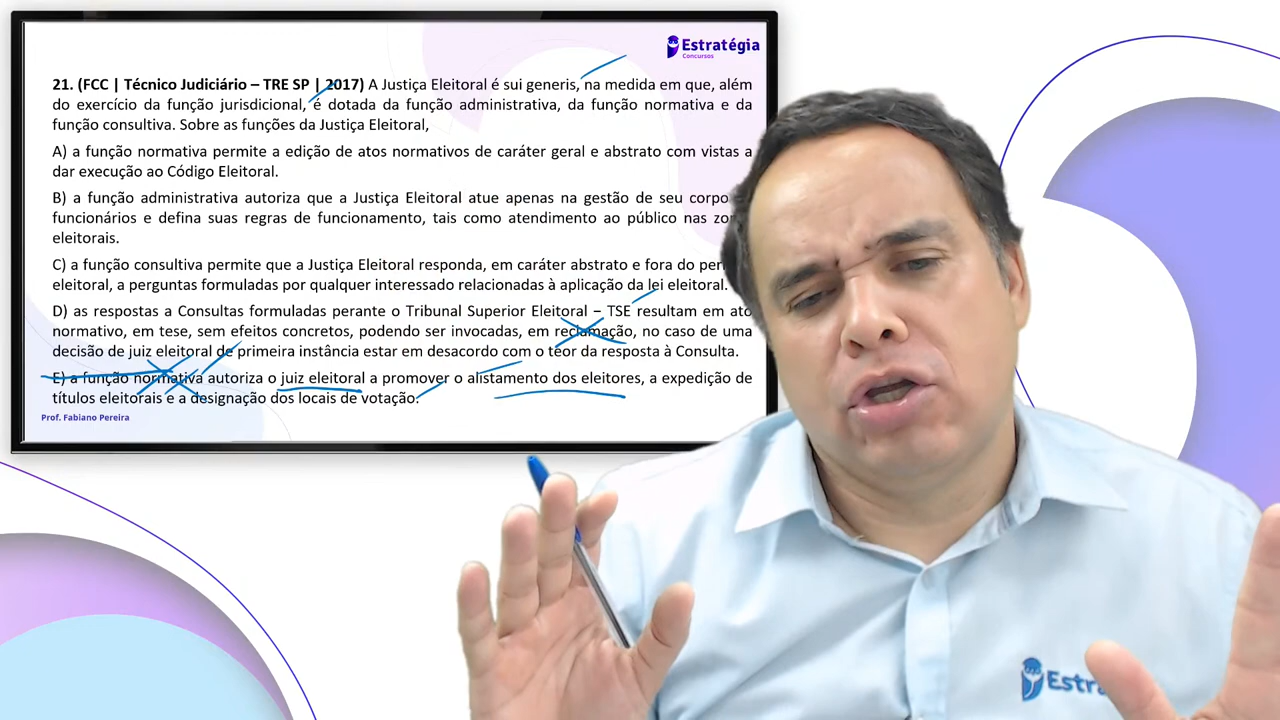 Estratégia
Concursos
21. (FCC | Técnico Judiciário – TRE SP | 2017) A Justiça Eleitoral é sui generis, na medida em que, além
do exercício da função jurisdicional, é dotada da função administrativa, da função normativa e da
função consultiva. Sobre as funções da Justiça Eleitoral,
A) a função normativa permite a edição de atos normativos de caráter geral e abstrato com vistas a
dar execução ao Código Eleitoral.
B) a função administrativa autoriza que a Justiça Eleitoral atue apenas na gestão de seu corpo
funcionários e defina suas regras de funcionamento, tais como atendimento ao público nas
eleitorais.
C) a função consultiva permite que a Justiça Eleitoral responda, em caráter abstrato e fora do
eleitoral, a perguntas formuladas por qualquer interessado relacionadas à aplicação da lei eleitoral.
D) as respostas a Consultas formuladas perante o Tribunal Superior Eleitoral – TSE resultam em ato
normativo, em tese, sem efeitos concretos, podendo ser invocadas, em reclamação, no caso de uma
decisão de juiz eleitoral de primeira instância estar em desacordo com o teor da resposta à Consulta.
E) a função normativa autoriza o juiz eleitoral a promover o alistamento dos eleitores, a expedição de
títulos eleitorais e a designação dos locais de votação.
Prof. Fabiano Pereira